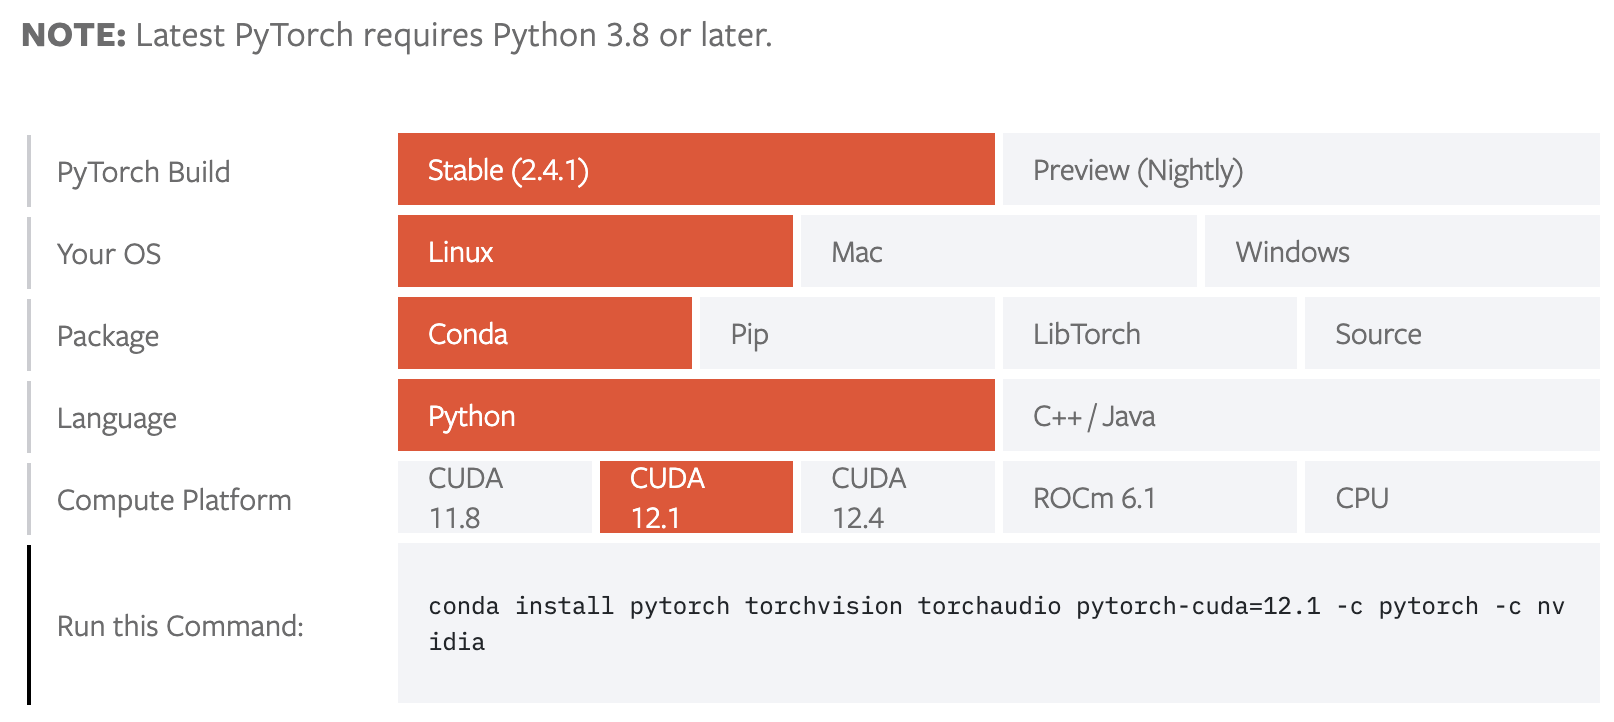 NOTE: Latest PyTorch requires Python 3.8 or later.
PyTorch Build
Stable (2.4.1)
Preview (Nightly)
Your OS
Linux
Mac
Windows
Package
Conda
Pip
LibTorch
Source
Language
Python
C++ / Java
Compute Platform
CUDA
11.8
CUDA
12.1
CUDA
12.4
ROCm 6.1
CPU
Run this Command:
conda install pytorch torchvision torchaudio pytorch-cuda=12.1 -c pytorch -c nv
idia